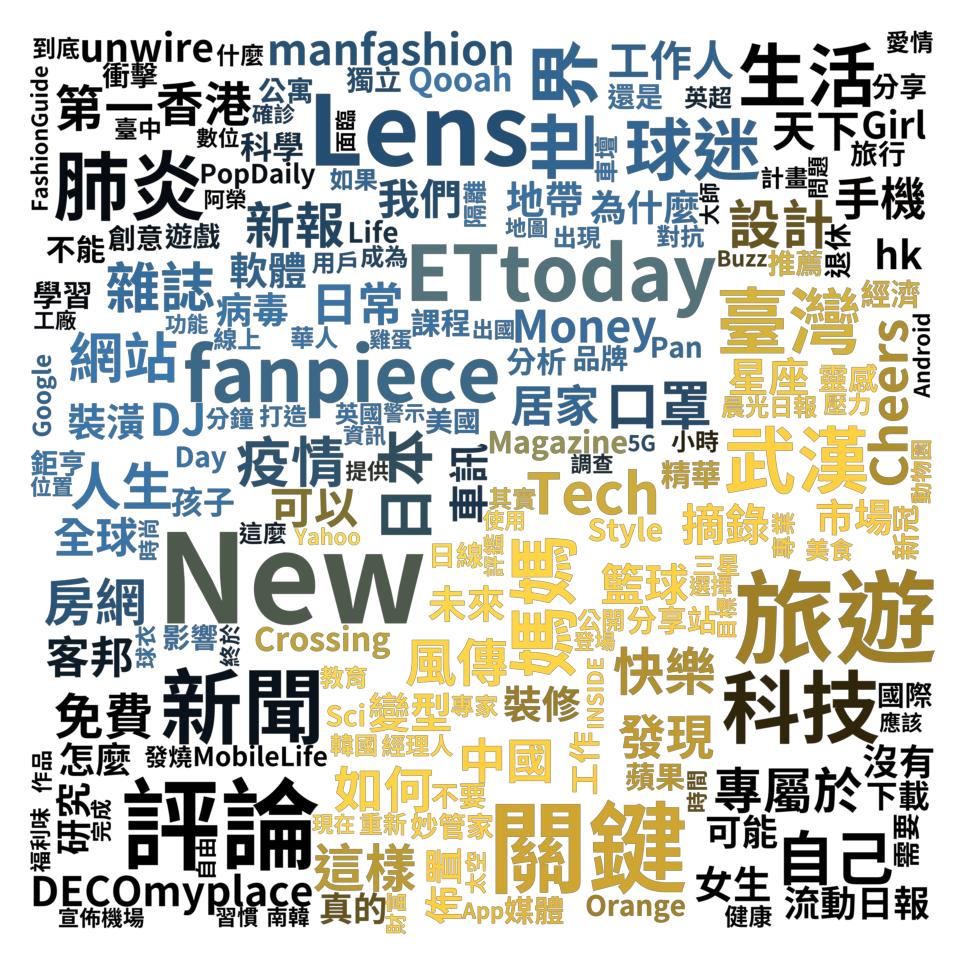 到底 unwire 什麼 manfashion 界 工作人 生活 愛情
衝擊 獨立 Qooah 還是 英超 分享
FashionGuide 第一 香港 公寓 確診 Lens 世 球迷 天下 Girl
臺中 數位 科學 面臨 車壇 旅行
肺炎 PopDaily 如果 我們 隔離 地帶 為什麼 大師 計畫 問題 手機
阿榮 新報 Life 地圖 出現 對抗 設計 退休
不能 創意 遊戲 用戶 成為 ETtoday Buzz 推薦 hk
學習 雜誌 軟體 日常 臺灣 經濟
工廠 功能 病毒 線上 華人 雞蛋 課程 出國 Money Pan Cheers Android
Google 網站 fanpiece 分析 品牌 星座 靈感
裝潢 DJ 分鐘 打造 英國 警示 美國 居家 口罩 晨光 日報 壓力
資訊 Magazine 5G 小時
鉅亨 Day 疫情 提供 日本 車訊 調查 武漢 動物園
位置 人生 孩子 可以 其實 Tech 精華
全球 時尚 這麼 Yahoo 使用 Style 摘錄 專業 市場 新冠
New 日線 評鑑 媽媽 三星 美食
房網 未來 籃球 選擇 旅遊
客邦 球衣 影響 終於 Crossing 公開 登場 分享站 目標
風傳 INSIDE 快樂
免費 新聞 教育 變型 專家 裝修 科技 國際
Sci 應該
怎麼 發燒 MobileLife 韓國 經理人 中國 工作 發現 沒有
作品 如何 不要 蘋果 時間 專屬於 下載
福利味 研究 完成 評論 自由 現在 重新 妙管家 關鍵 可能 自己 需要
DECOmyplace 這樣 佈置 太空 女生
宣佈 機場 習慣 南韓 真的 財富 App 媒體 Orange 健康 流動 日報